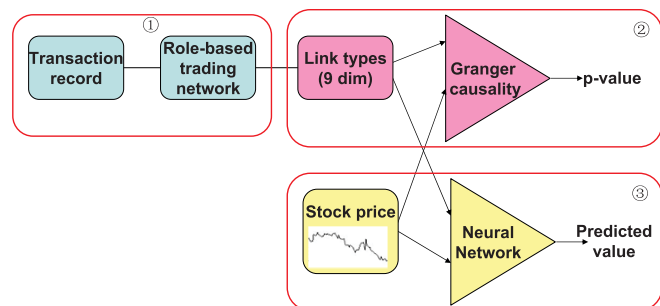 ①
Transaction
record
Role-based
trading
network
②
Link types
(9 dim)
Granger
causality
p-value
③
Stock price
Neural
Network
Predicted
value